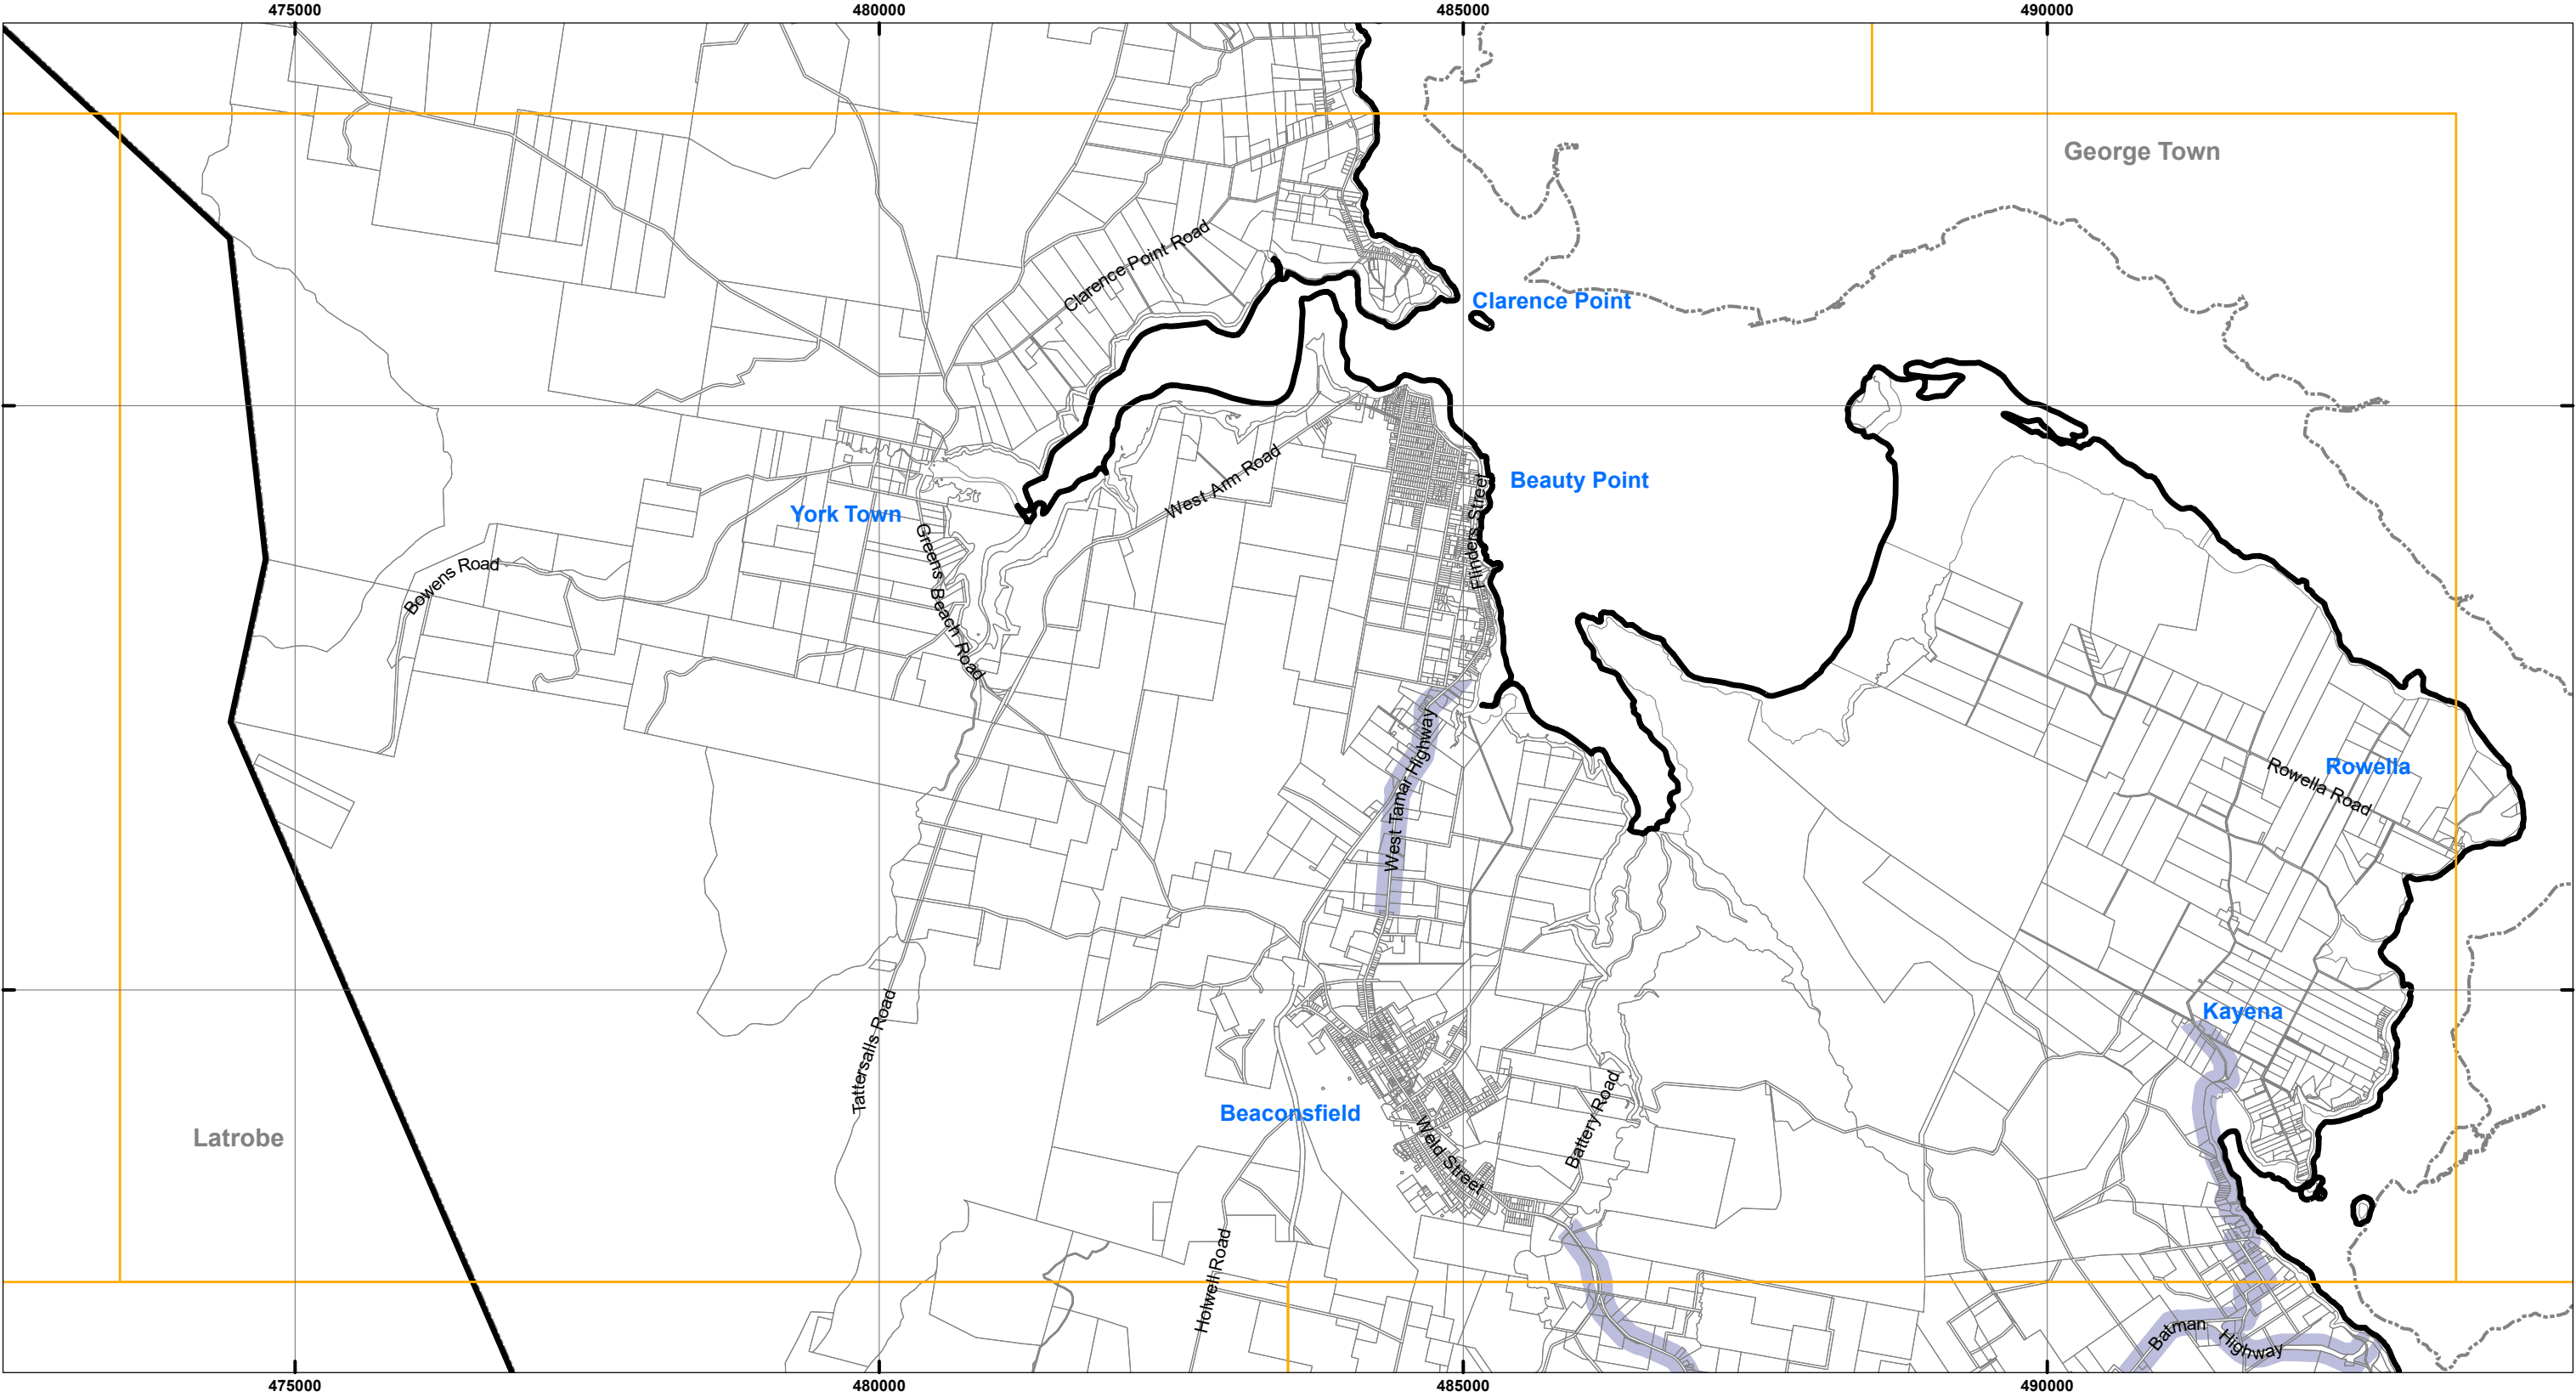 475000
480000
485000
490000
George Town
Clarence Point Road
Clarence Point
West Arm Road
Beauty Point
York Town
Flinders Street
Greens Beach Road
Bowens Road
West Tamar Highway
Rowella
Rowella Road
Kayena
Tattersalls Road
Beaconsfield
Battery Road
Weld Street
Latrobe
Holwell Road
Batman Highway
475000
480000
485000
490000